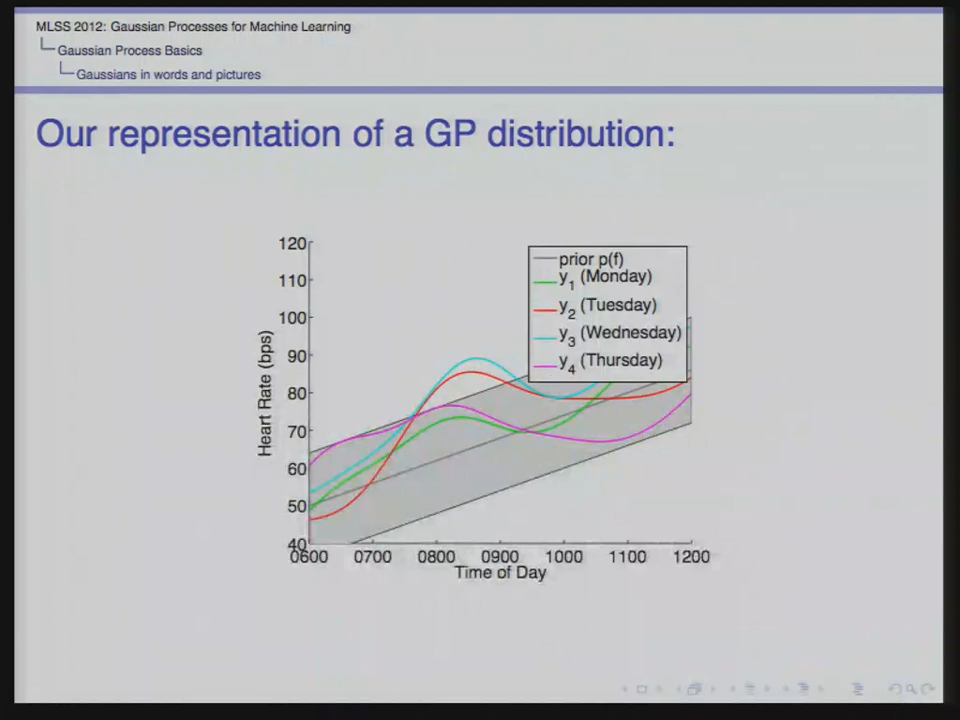 MLSS 2012: Gaussian Processes for Machine Learning
Gaussian Process Basics
Gaussians in words and pictures
Our representation of a GP distribution:
120
110
100
90
80
70
60
50
40
Heart Rate (bps)
prior p(f)
y1 (Monday)
y2 (Tuesday)
y3 (Wednesday)
y4 (Thursday)
0600 0700 0800 0900 1000 1100 1200
Time of Day